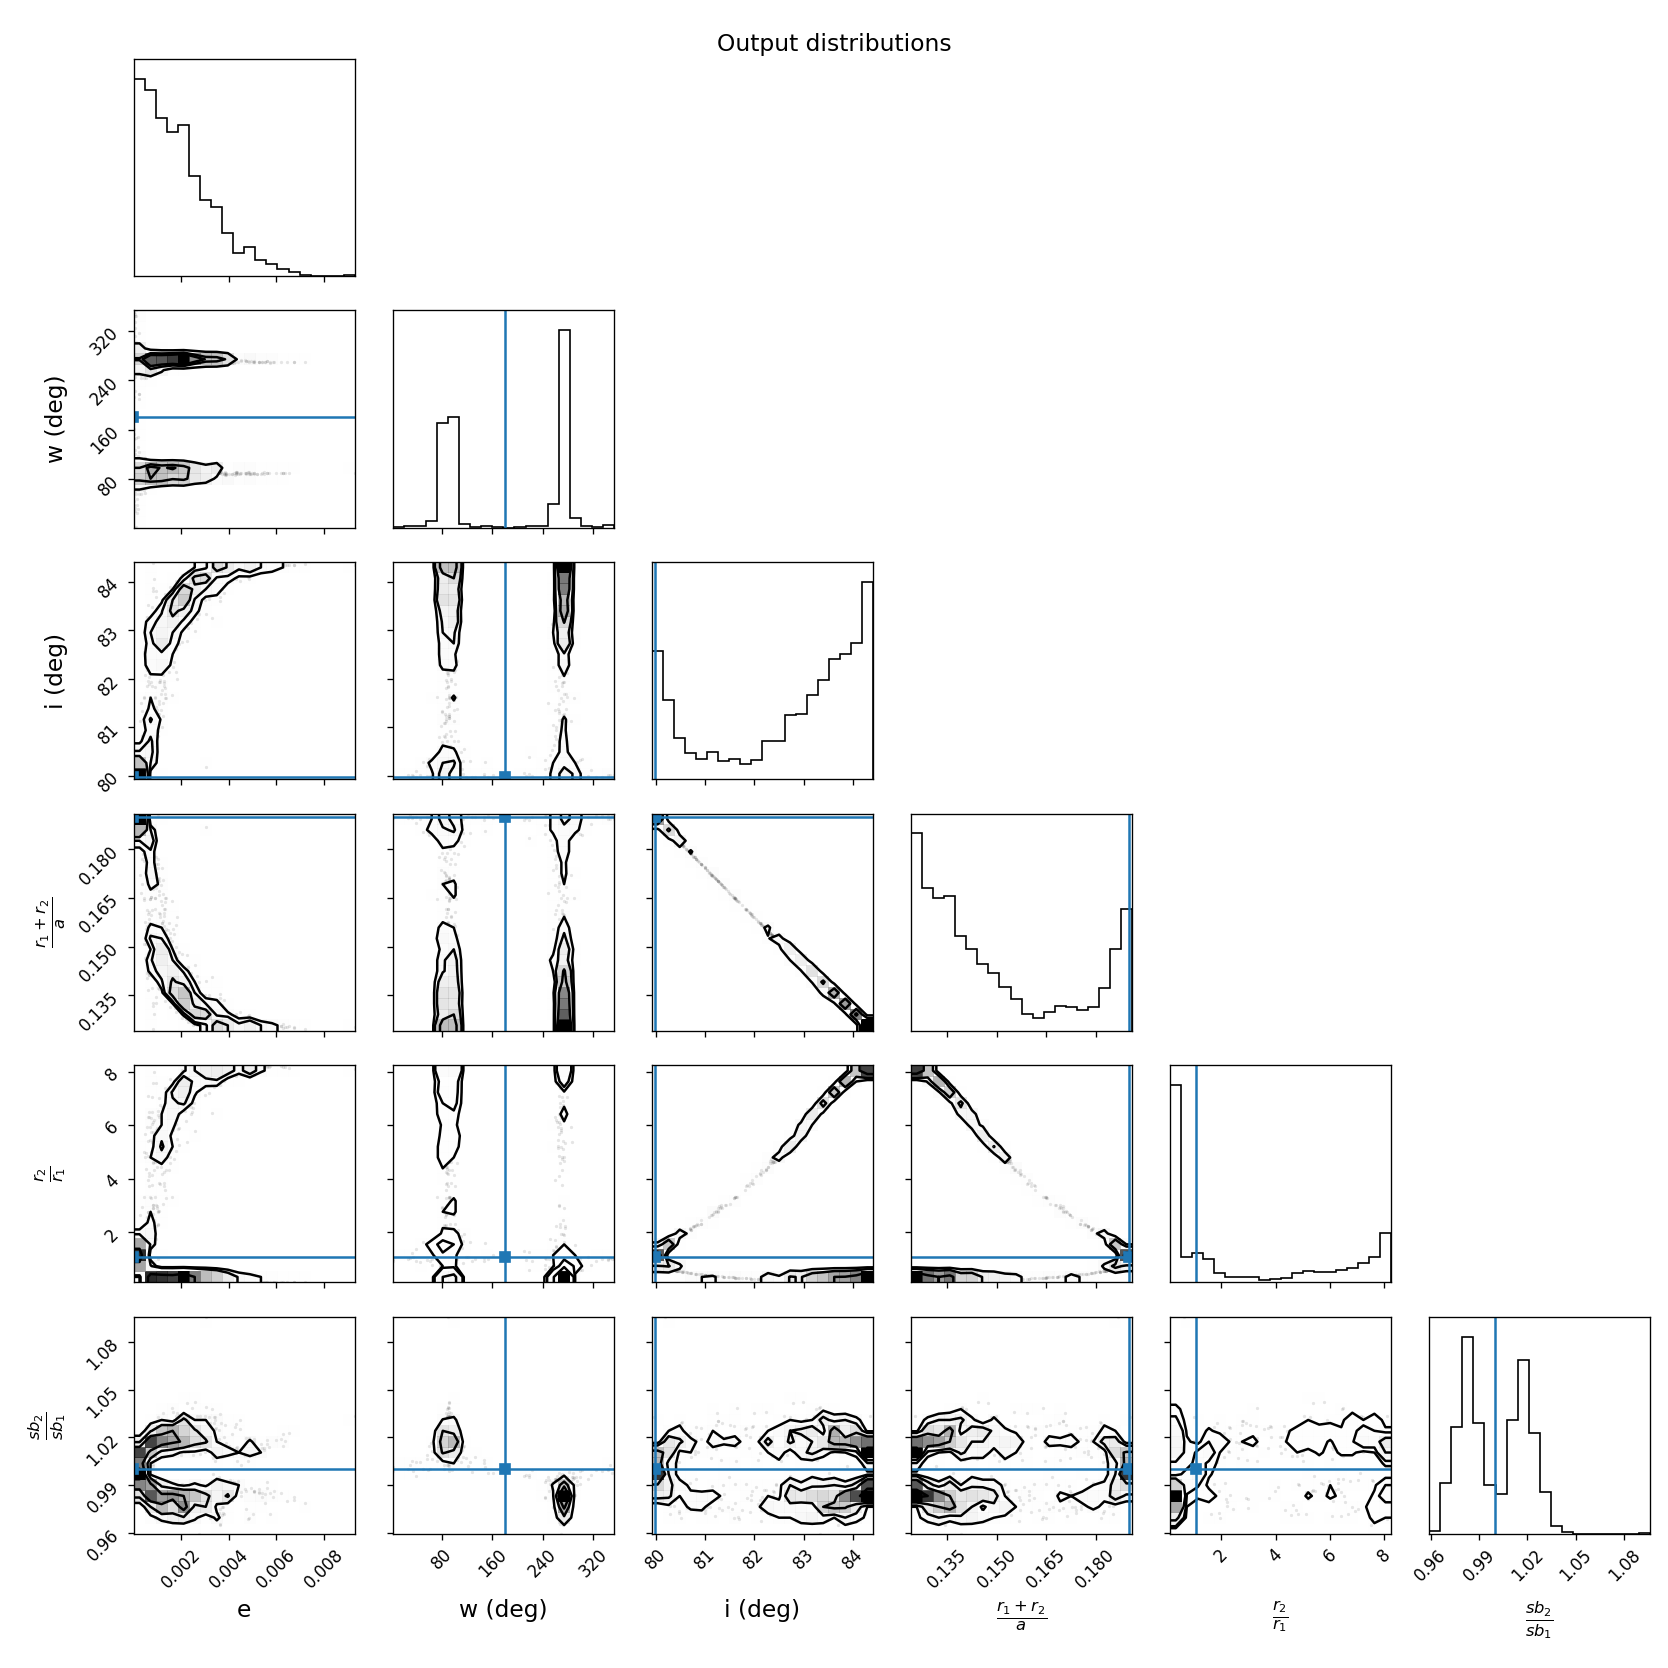 Output distributions
w (deg)
320
240
160
80
i (deg)
84
83
82
81
80
r1 + r2
a
0.180
0.165
0.150
0.135
r2
r1
8
6
4
2
sb2
sb1
1.08
1.05
1.02
0.99
0.96
0.002 0.004 0.006 0.008 80 160 240 320 80 81 82 83 84 0.135 0.150 0.165 0.180 2 4 6 8 0.96 0.99 1.02 1.05 1.08
e w (deg) i (deg) r1 + r2 r2 sb2
a r1 sb1